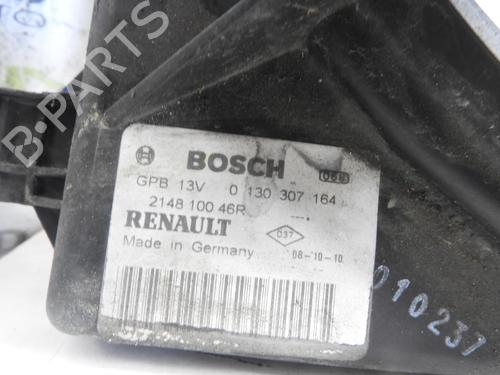 BOSCH
GPB 13V 0 130 307 164
2148 100 46R
RENAULT
037
08-10-10
Made in Germany
010237
B-PARTS